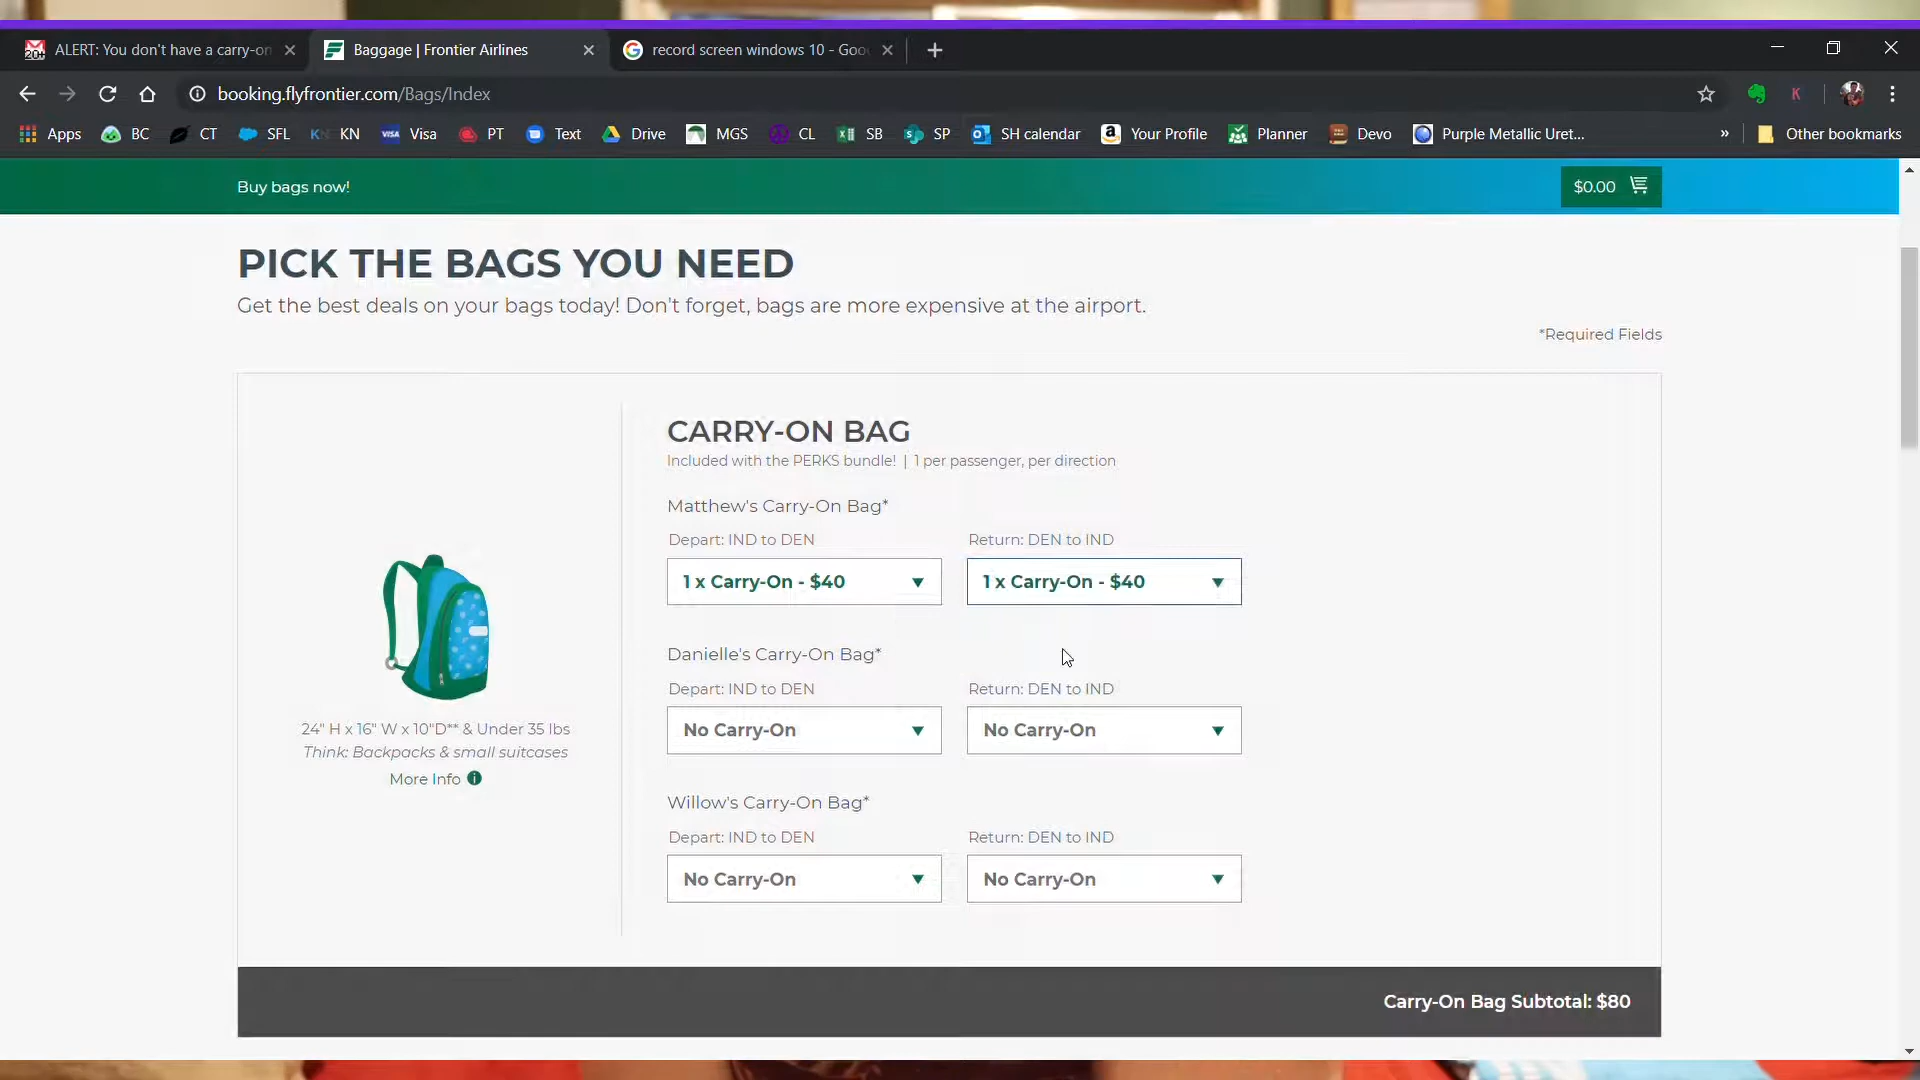 20+ ALERT: You don't have a carry-on
Baggage | Frontier Airlines
record screen windows 10 - Goo
booking.flyfrontier.com/Bags/Index
Apps BC CT SFL KN KN Visa PT Text Drive MGS CL SB SP SH calendar Your Profile Planner Devo Purple Metallic Uret... » Other bookmarks
Buy bags now!
$0.00
PICK THE BAGS YOU NEED
Get the best deals on your bags today! Don't forget, bags are more expensive at the airport.
*Required Fields
CARRY-ON BAG
Included with the PERKS bundle! | 1 per passenger, per direction
Matthew's Carry-On Bag*
Depart: IND to DEN Return: DEN to IND
1 x Carry-On - $40 1 x Carry-On - $40
Danielle's Carry-On Bag*
Depart: IND to DEN Return: DEN to IND
No Carry-On No Carry-On
Willow's Carry-On Bag*
Depart: IND to DEN Return: DEN to IND
No Carry-On No Carry-On
24" H x 16" W x 10"D** & Under 35 lbs
Think: Backpacks & small suitcases
More Info i
Carry-On Bag Subtotal: $80